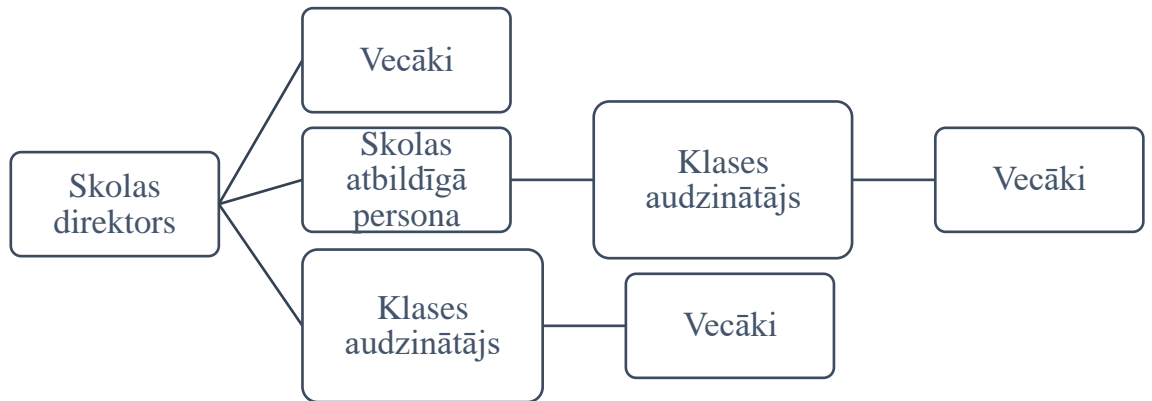 Skolas
direktors
Vecāki
Skolas
atbildīgā
persona
Klases
audzinātājs
Vecāki
Klases
audzinātājs
Vecāki